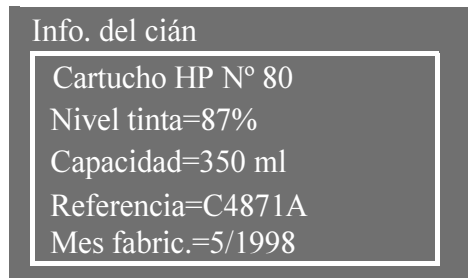 Info. del cián
Cartucho HP Nº 80
Nivel tinta=87%
Capacidad=350 ml
Referencia=C4871A
Mes fabric.=5/1998